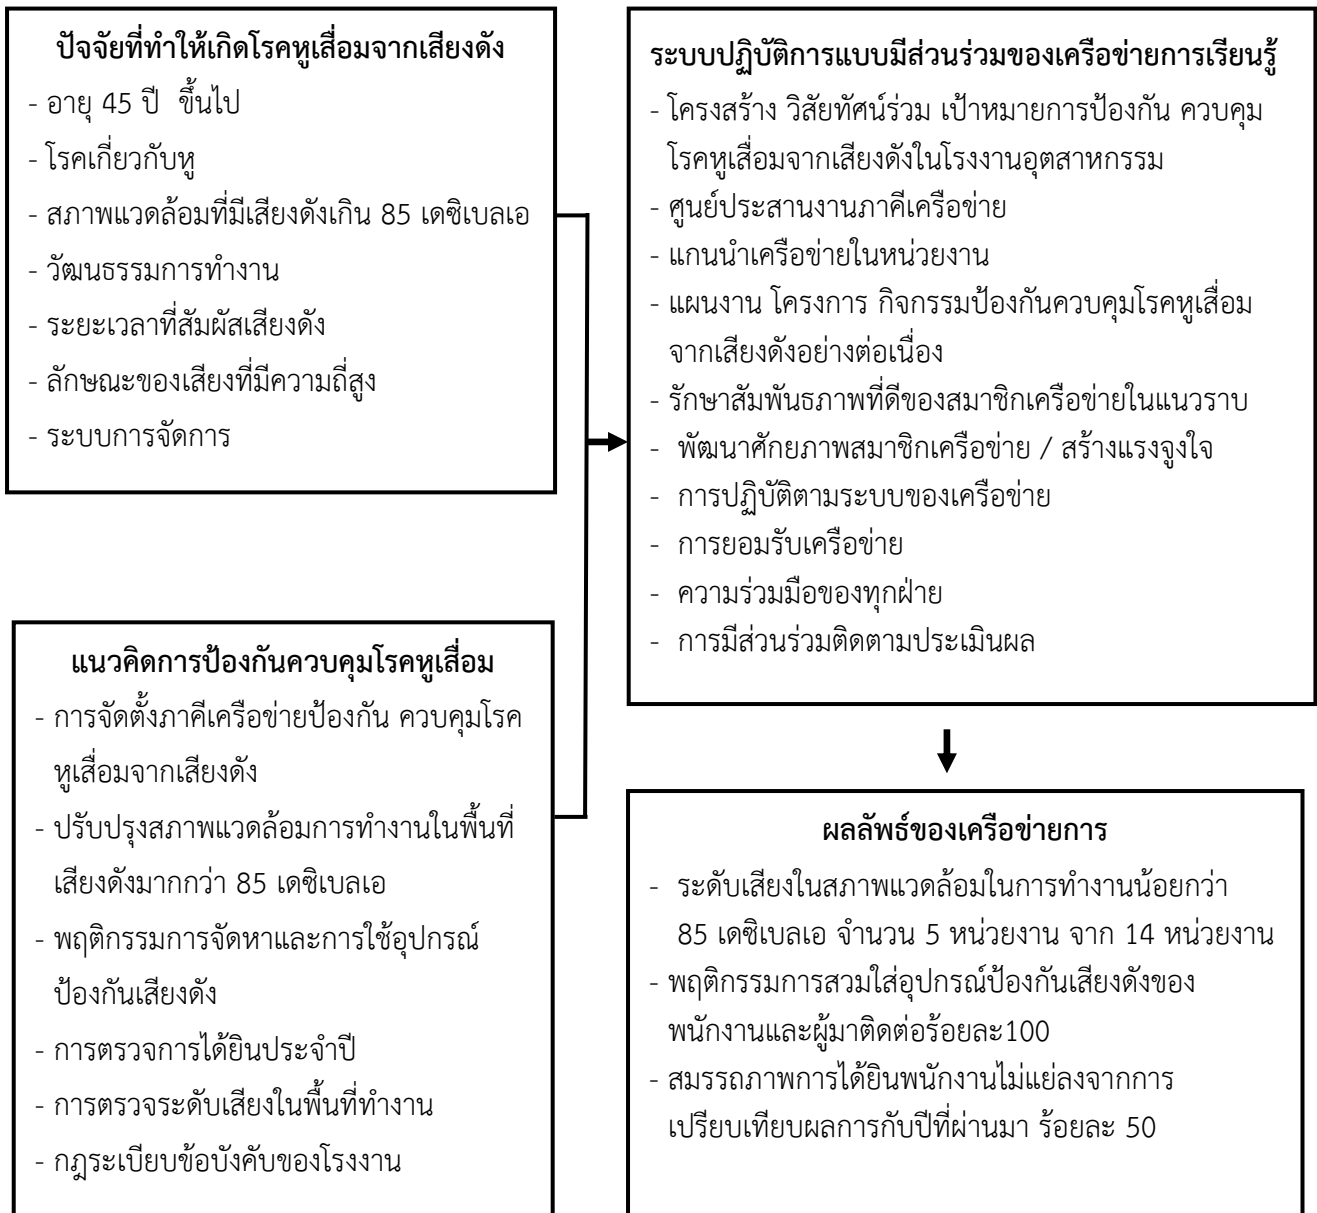 ปัจจัยที่ทำให้เกิดโรคหูเสื่อมจากเสียงดัง
- อายุ 45 ปี  ขึ้นไป
- โรคเกี่ยวกับหู
- สภาพแวดล้อมที่มีเสียงดังเกิน 85 เดซิเบลเอ
- วัฒนธรรมการทำงาน
- ระยะเวลาที่สัมผัสเสียงดัง
- ลักษณะของเสียงที่มีความถี่สูง
- ระบบการจัดการ
แนวคิดการป้องกันควบคุมโรคหูเสื่อม
- การจัดตั้งภาคีเครือข่ายป้องกัน ควบคุมโรค
หูเสื่อมจากเสียงดัง
- ปรับปรุงสภาพแวดล้อมการทำงานในพื้นที่
เสียงดังมากกว่า 85 เดซิเบลเอ
- พฤติกรรมการจัดหาและการใช้อุปกรณ์
ป้องกันเสียงดัง
- การตรวจการได้ยินประจำปี
- การตรวจระดับเสียงในพื้นที่ทำงาน
- กฎระเบียบข้อบังคับของโรงงาน
ระบบปฏิบัติการแบบมีส่วนร่วมของเครือข่ายการเรียนรู้
- โครงสร้าง วิสัยทัศน์ร่วม เป้าหมายการป้องกัน ควบคุม
โรคหูเสื่อมจากเสียงดังในโรงงานอุตสาหกรรม
- ศูนย์ประสานงานภาคีเครือข่าย
- แกนนำเครือข่ายในหน่วยงาน
- แผนงาน โครงการ กิจกรรมป้องกันควบคุมโรคหูเสื่อม
จากเสียงดังอย่างต่อเนื่อง
- รักษาสัมพันธภาพที่ดีของสมาชิกเครือข่ายในแนวราบ
- พัฒนาศักยภาพสมาชิกเครือข่าย / สร้างแรงจูงใจ
- การปฏิบัติตามระบบของเครือข่าย
- การยอมรับเครือข่าย
- ความร่วมมือของทุกฝ่าย
- การมีส่วนร่วมติดตามประเมินผล
ผลลัพธ์ของเครือข่ายการ
- ระดับเสียงในสภาพแวดล้อมในการทำงานน้อยกว่า
85 เดซิเบลเอ จำนวน 5 หน่วยงาน จาก 14 หน่วยงาน
- พฤติกรรมการสวมใส่อุปกรณ์ป้องกันเสียงดังของ
พนักงานและผู้มาติดต่อร้อยละ100
- สมรรถภาพการได้ยินพนักงานไม่แย่ลงจากการ
เปรียบเทียบผลการกับปีที่ผ่านมา ร้อยละ 50